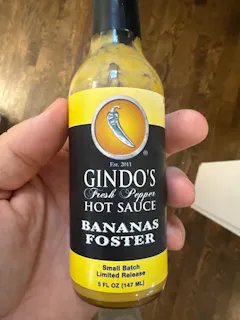 Est. 2011
®
GINDO'S
Fresh Pepper
HOT SAUCE
BANANAS
FOSTER
Small Batch
Limited Release
5 FL OZ (147 ML)